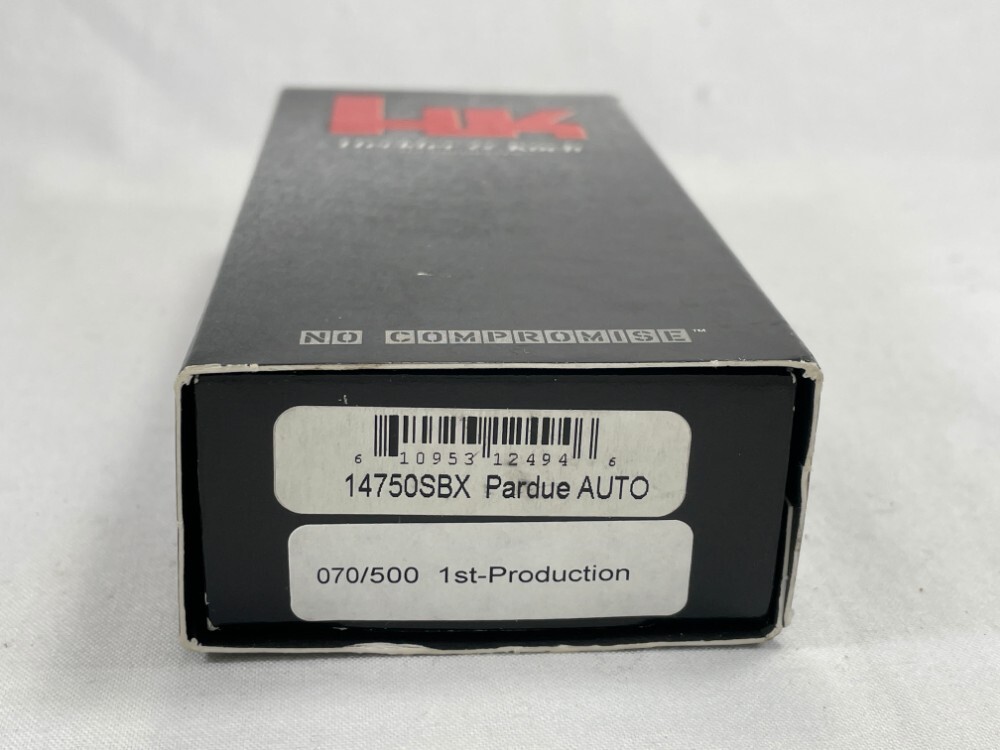 HK
Heckler & Koch
NO COMPROMISE™
6 10953 12494 6
14750SBX Pardue AUTO
070/500 1st-Production